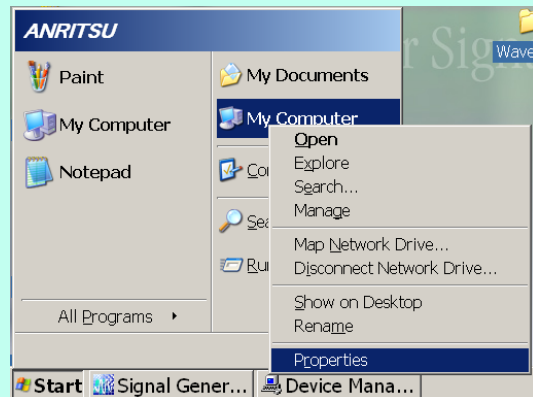 ANRITSU
Paint
My Computer
Notepad
All Programs
My Documents
My Computer
Open
Explore
Search...
Manage
Map Network Drive...
Disconnect Network Drive...
Show on Desktop
Rename
Properties
Start
Signal Gener...
Device Mana...